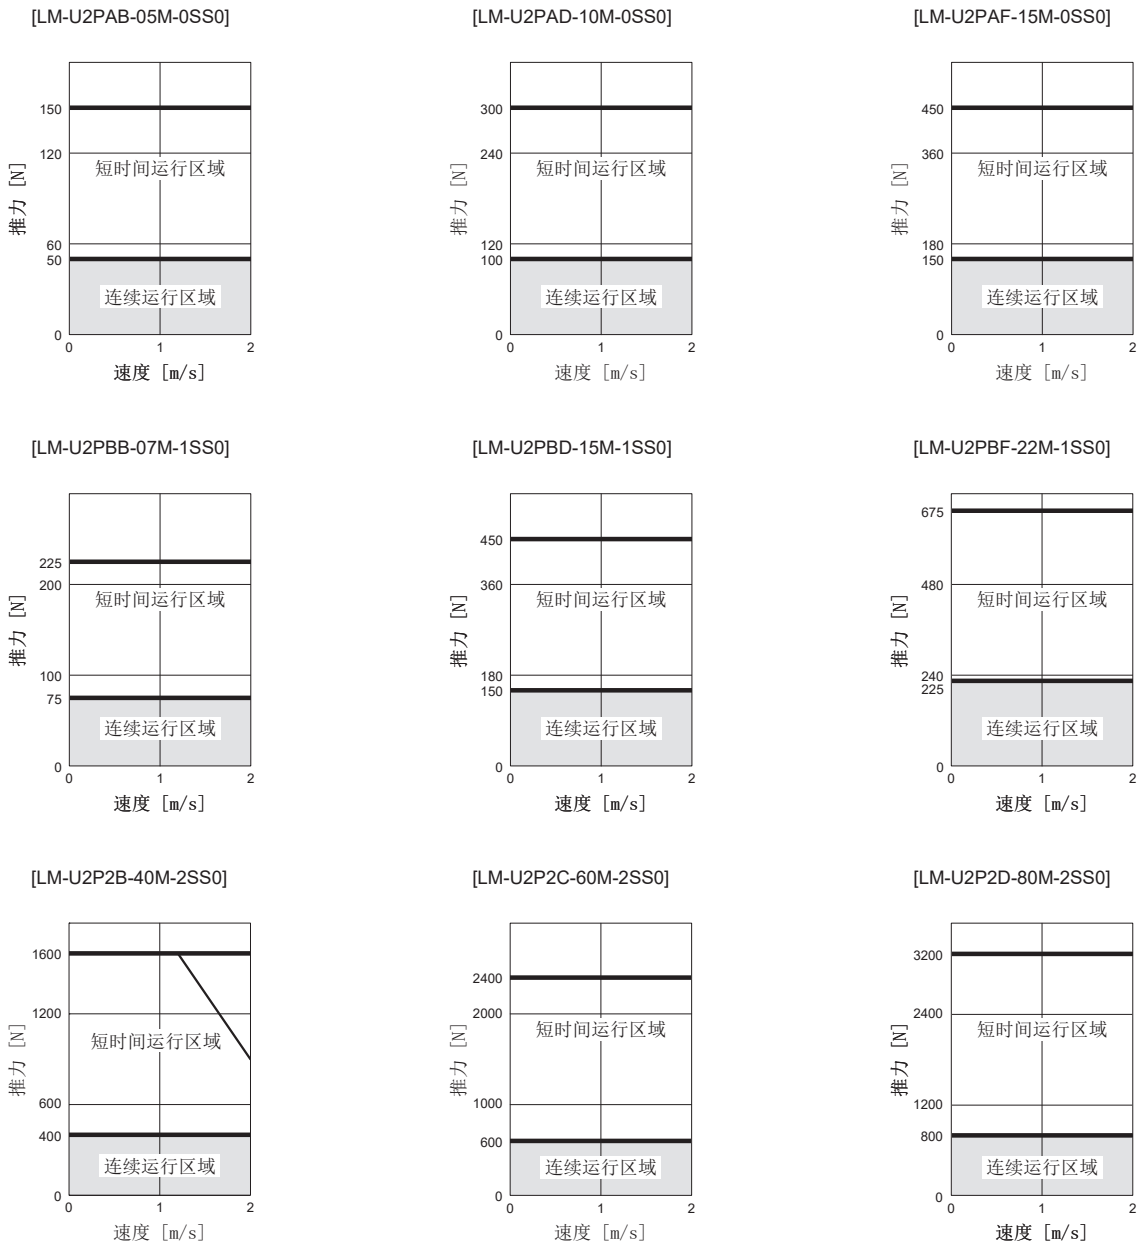 [LM-U2PAB-05M-0SS0]
推力 [N]
150
120
短时间运行区域
60
50
连续运行区域
0
0 1 2
速度 [m/s]
[LM-U2PAD-10M-0SS0]
推力 [N]
300
240
短时间运行区域
120
100
连续运行区域
0
0 1 2
速度 [m/s]
[LM-U2PAF-15M-0SS0]
推力 [N]
450
360
短时间运行区域
180
150
连续运行区域
0
0 1 2
速度 [m/s]
[LM-U2PBB-07M-1SS0]
推力 [N]
225
200
短时间运行区域
100
75
连续运行区域
0
0 1 2
速度 [m/s]
[LM-U2PBD-15M-1SS0]
推力 [N]
450
360
短时间运行区域
180
150
连续运行区域
0
0 1 2
速度 [m/s]
[LM-U2PBF-22M-1SS0]
推力 [N]
675
480
短时间运行区域
240
225
连续运行区域
0
0 1 2
速度 [m/s]
[LM-U2P2B-40M-2SS0]
推力 [N]
1600
1200
短时间运行区域
600
400
连续运行区域
0
0 1 2
速度 [m/s]
[LM-U2P2C-60M-2SS0]
推力 [N]
2400
2000
短时间运行区域
1000
600
连续运行区域
0
0 1 2
速度 [m/s]
[LM-U2P2D-80M-2SS0]
推力 [N]
3200
2400
短时间运行区域
1200
800
连续运行区域
0
0 1 2
速度 [m/s]